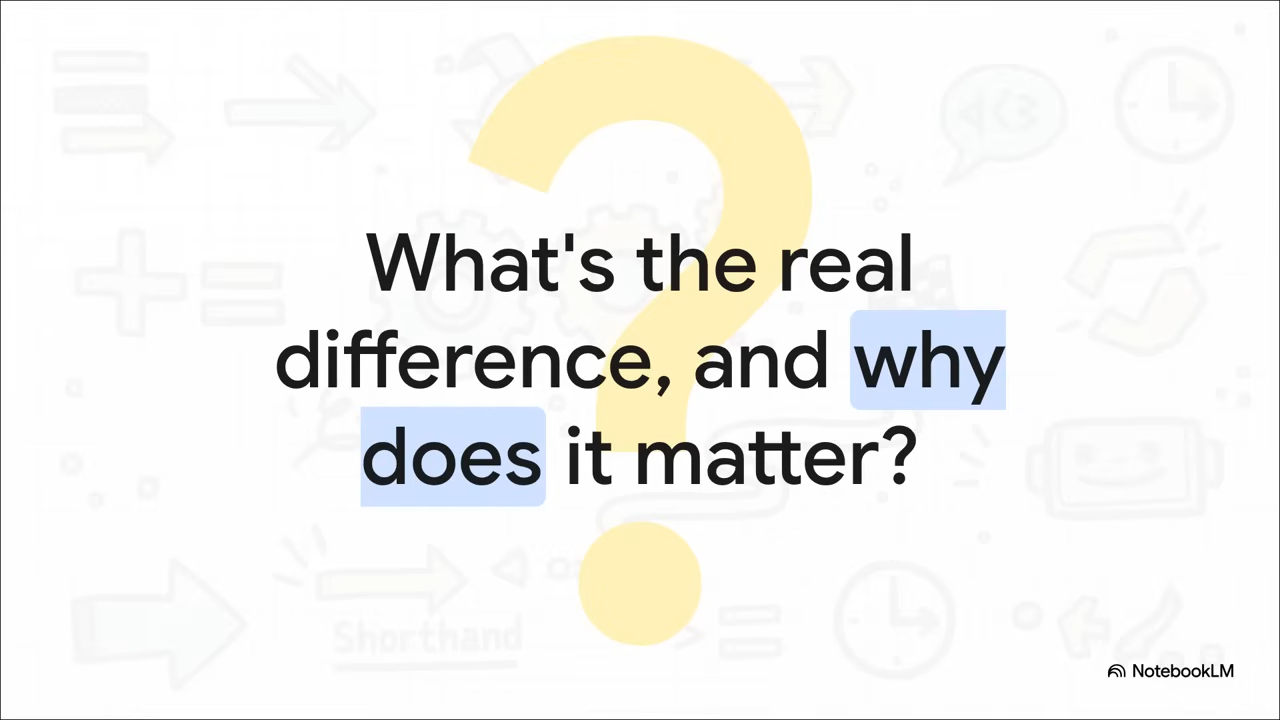 What's the real
difference, and why
does it matter?
Shorthand
NotebookLM